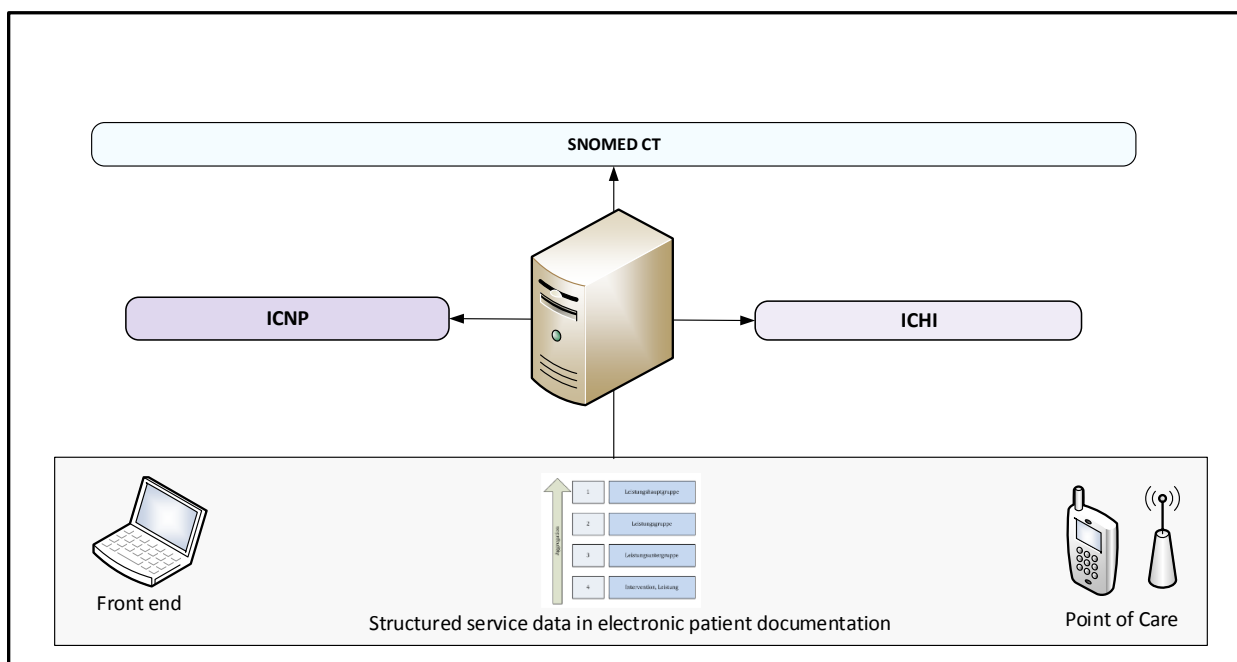 SNOMED CT
ICNP
ICHI
Aggregation
1
Leistungshauptgruppe
2
Leistungsgruppe
3
Leistungsuntergruppe
4
Intervention, Leistung
Front end
Structured service data in electronic patient documentation
Point of Care